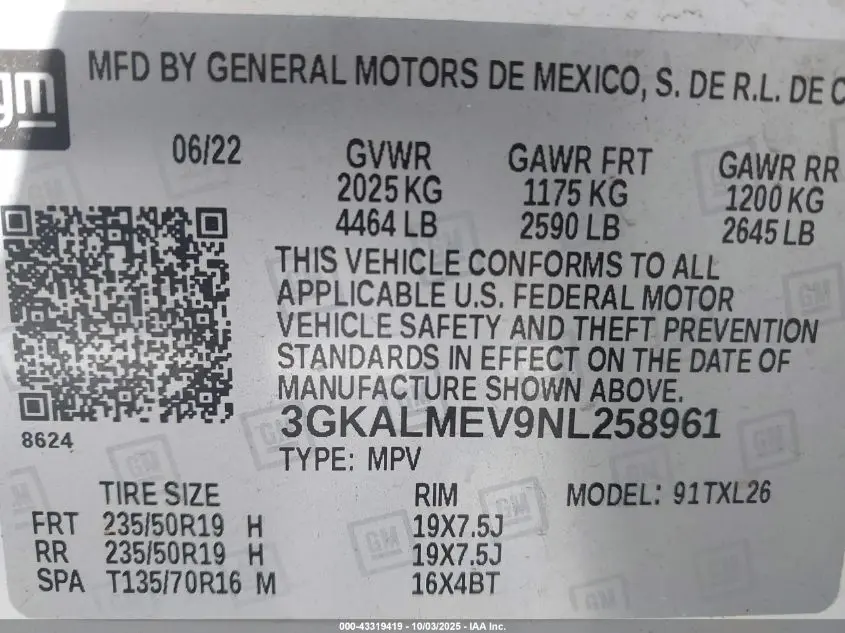 gm
MFD BY GENERAL MOTORS DE MEXICO, S. DE R.L. DE C
06/22
GVWR GAWR FRT GAWR RR
2025 KG 1175 KG 1200 KG
4464 LB 2590 LB 2645 LB
THIS VEHICLE CONFORMS TO ALL
APPLICABLE U.S. FEDERAL MOTOR
VEHICLE SAFETY AND THEFT PREVENTION
STANDARDS IN EFFECT ON THE DATE OF
MANUFACTURE SHOWN ABOVE.
3GKALMEV9NL258961
8624
TYPE: MPV
TIRE SIZE RIM MODEL: 91TXL26
FRT 235/50R19 H 19X7.5J
RR 235/50R19 H 19X7.5J
SPA T135/70R16 M 16X4BT
000-43319419 - 10/03/2025 - IAA Inc.